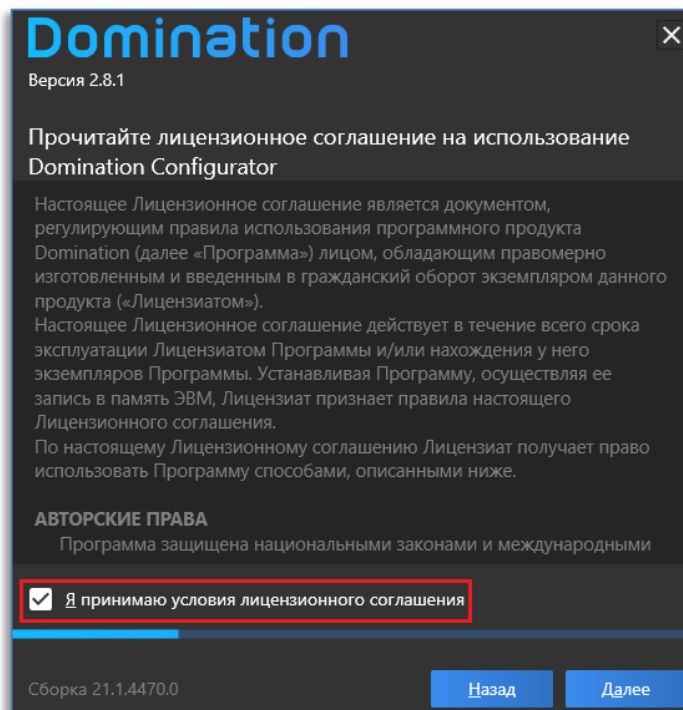 Domination
Версия 2.8.1
Прочитайте лицензионное соглашение на использование
Domination Configurator
Настоящее Лицензионное соглашение является документом,
регулирующим правила использования программного продукта
Domination (далее «Программа») лицом, обладающим правомерно
изготовленным и введенным в гражданский оборот экземпляром данного
продукта («Лицензиатом»).
Настоящее Лицензионное соглашение действует в течение всего срока
эксплуатации Лицензиатом Программы и/или нахождения у него
экземпляров Программы. Устанавливая Программу, осуществляя ее
запись в память ЭВМ, Лицензиат признает правила настоящего
Лицензионного соглашения.
По настоящему Лицензионному соглашению Лицензиат получает право
использовать Программу способами, описанными ниже.
АВТОРСКИЕ ПРАВА
Программа защищена национальными законами и международными
Я принимаю условия лицензионного соглашения
Сборка 21.1.4470.0
Назад
Далее